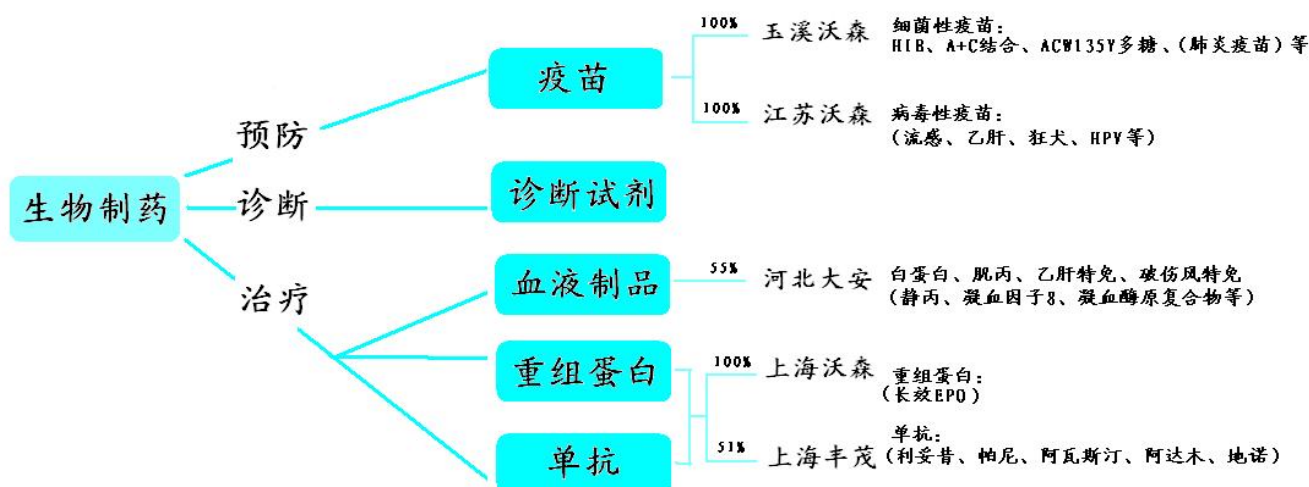 生物制药
预防
诊断
治疗
疫苗
100% 玉溪沃森
细菌性疫苗:
HIB、A+C结合、ACW135Y多糖、(肺炎疫苗)等
100% 江苏沃森
病毒性疫苗:
(流感、乙肝、狂犬、HPV等)
诊断试剂
血液制品
55% 河北大安
白蛋白、肌丙、乙肝特免、破伤风特免
(静丙、凝血因子8、凝血酶原复合物等)
重组蛋白
100% 上海沃森
重组蛋白:
(长效EPO)
单抗
51% 上海丰茂
单抗:
(利妥昔、帕尼、阿瓦斯汀、阿达木、地诺)